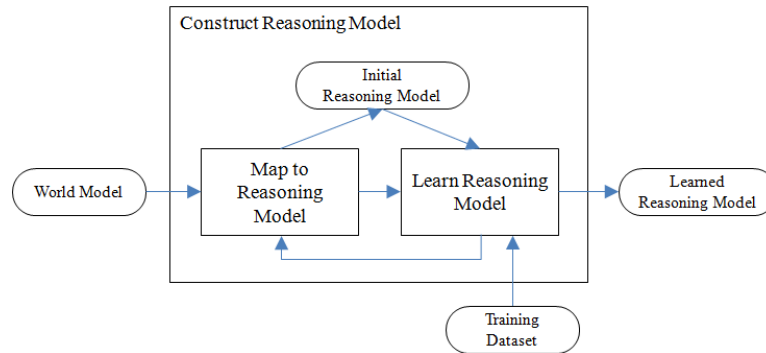 Construct Reasoning Model
Initial
Reasoning Model
Map to
Reasoning
Model
Learn Reasoning
Model
World Model
Learned
Reasoning Model
Training
Dataset